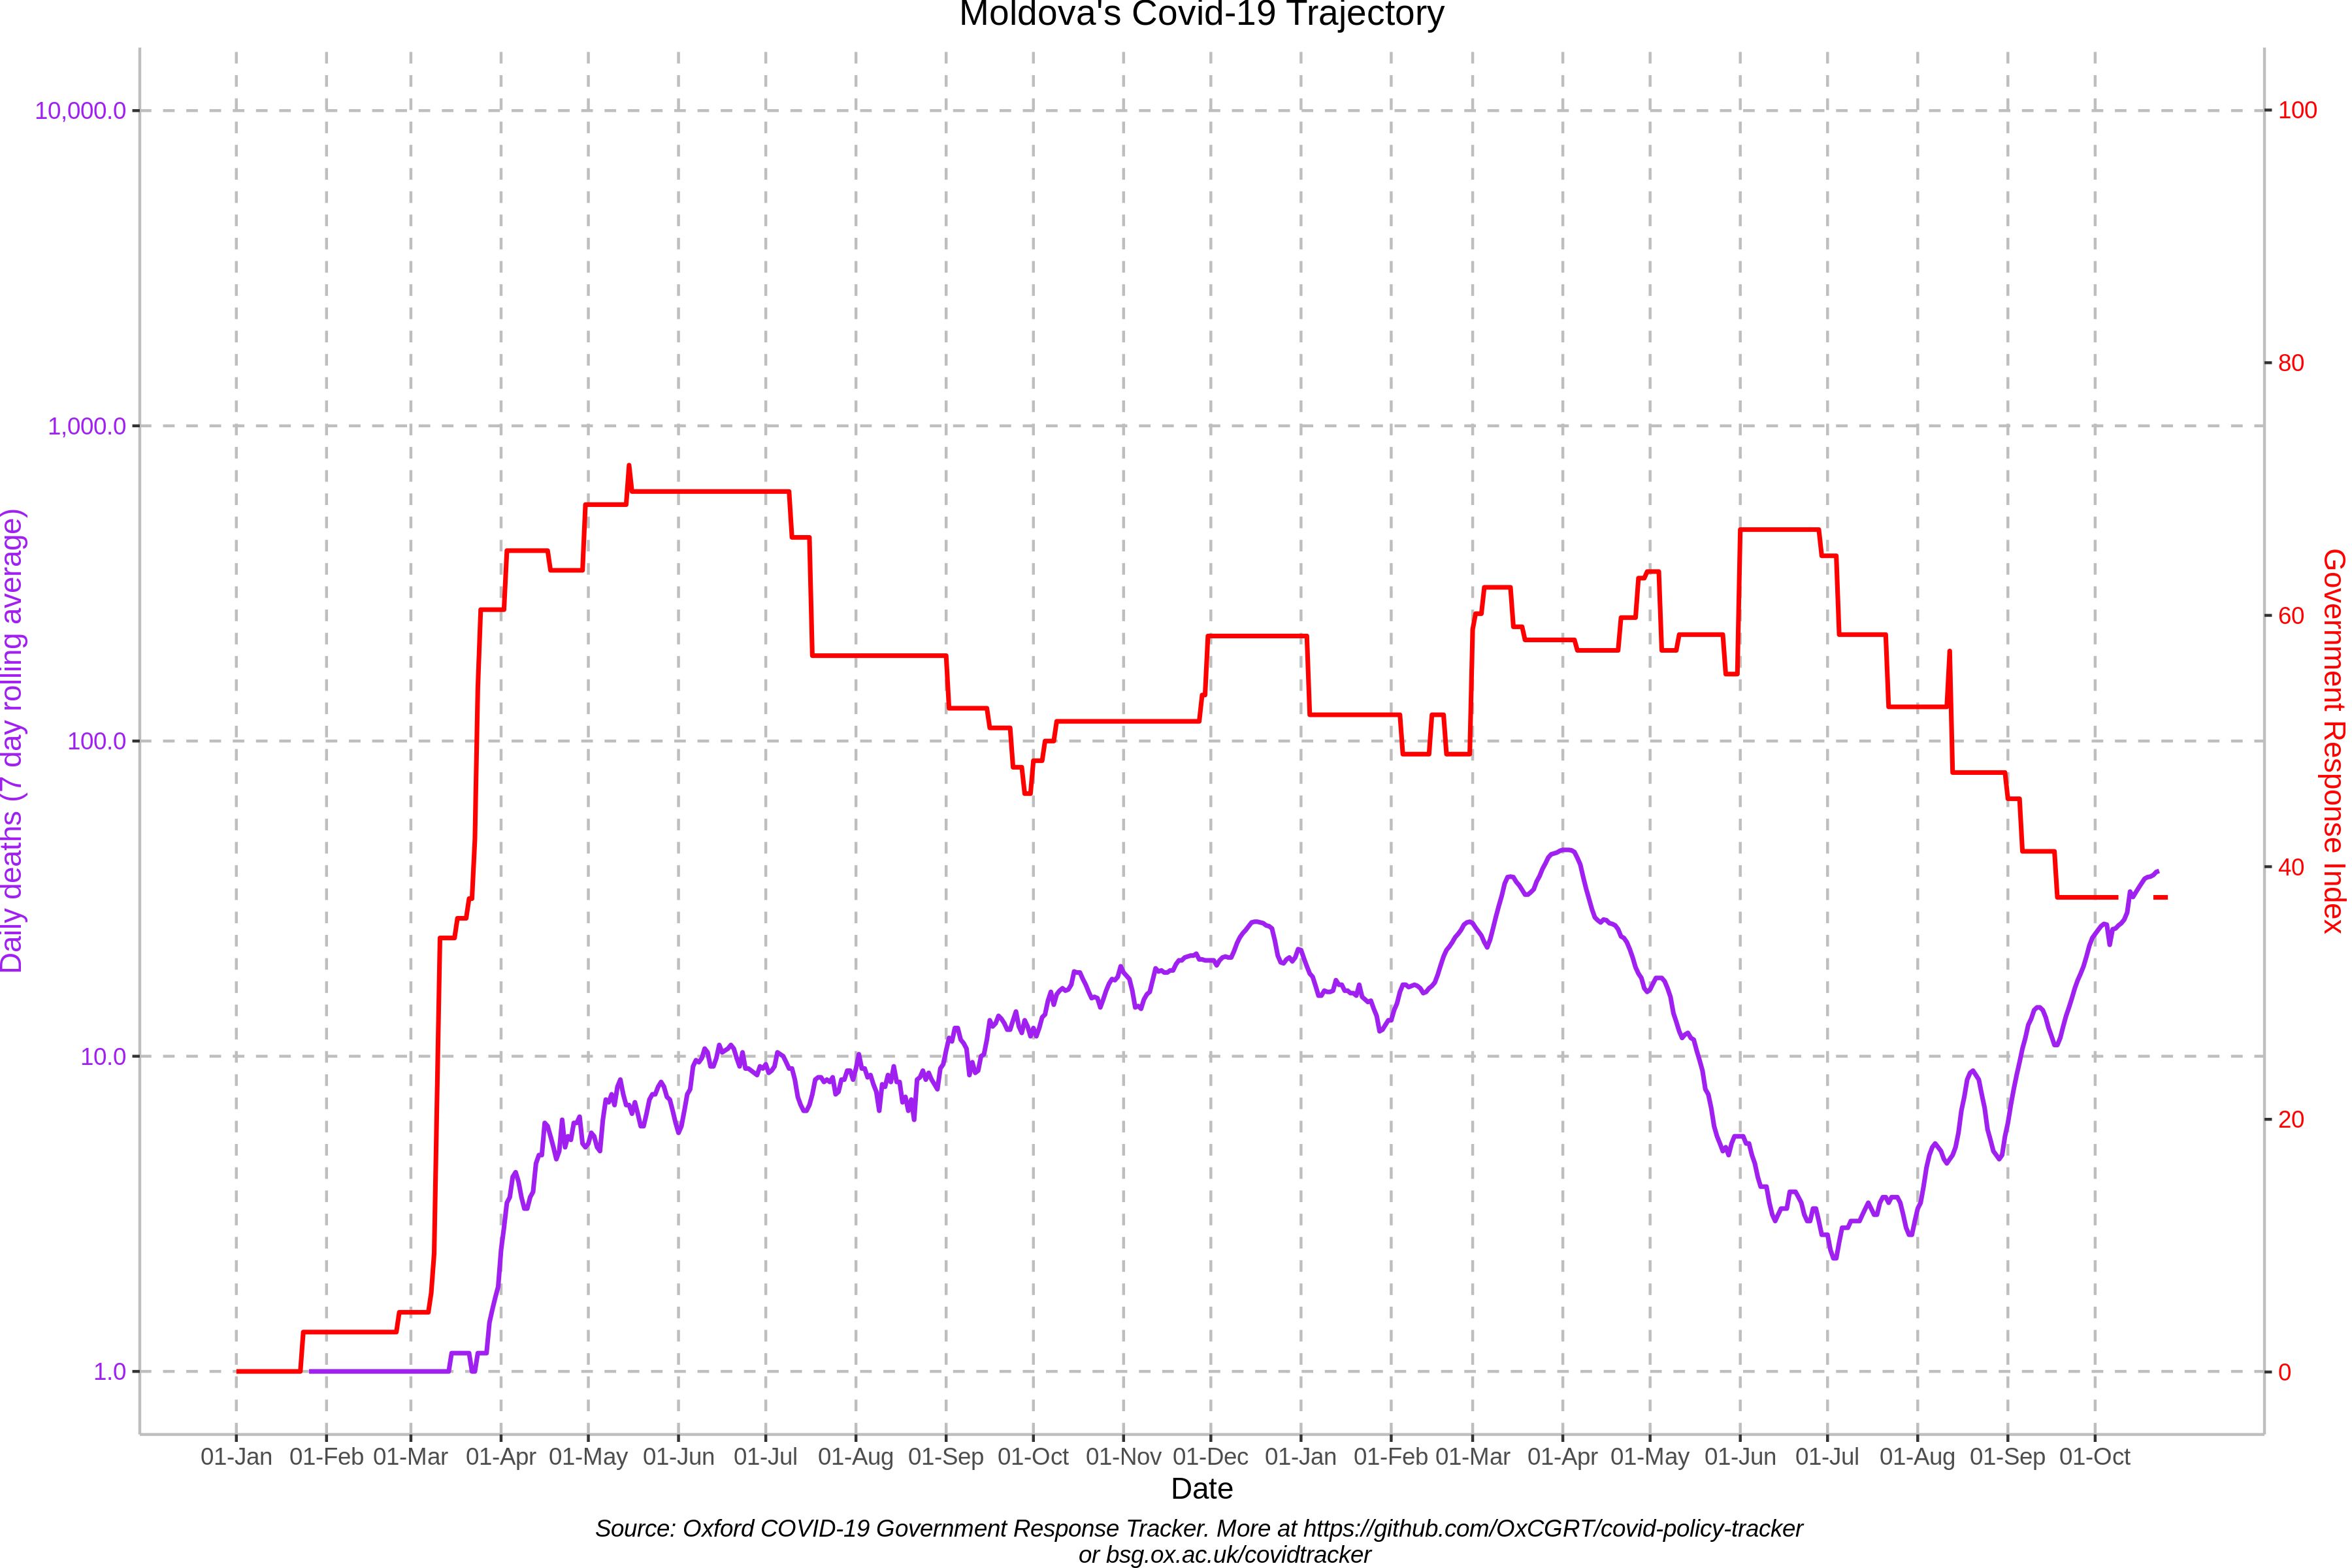 Moldova's Covid-19 Trajectory
Daily deaths (7 day rolling average)
10,000.0
1,000.0
100.0
10.0
1.0
100
80
60
40
20
0
Government Response Index
01-Jan 01-Feb 01-Mar 01-Apr 01-May 01-Jun 01-Jul 01-Aug 01-Sep 01-Oct 01-Nov 01-Dec 01-Jan 01-Feb 01-Mar 01-Apr 01-May 01-Jun 01-Jul 01-Aug 01-Sep 01-Oct
Date
Source: Oxford COVID-19 Government Response Tracker. More at https://github.com/OxCGRT/covid-policy-tracker
or bsg.ox.ac.uk/covidtracker